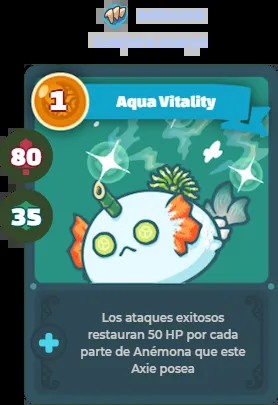 1
Aqua Vitality
80
35
Los ataques exitosos
restauran 50 HP por cada
parte de Anémona que este
Axie posea